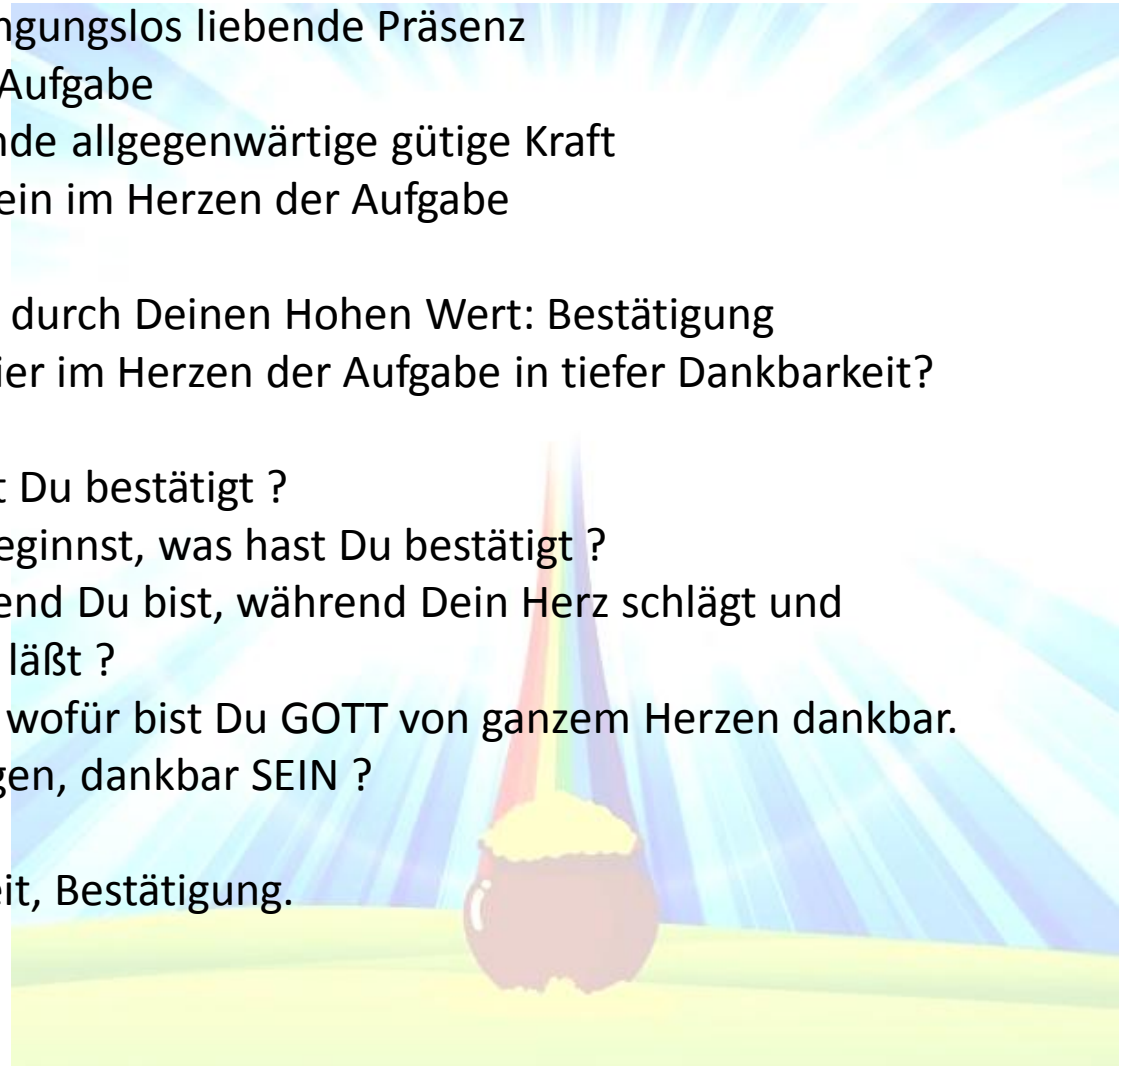 ngungslos liebende Präsenz
Aufgabe
nde allgegenwärtige gütige Kraft
ein im Herzen der Aufgabe
durch Deinen Hohen Wert: Bestätigung
ier im Herzen der Aufgabe in tiefer Dankbarkeit?
t Du bestätigt ?
eginnst, was hast Du bestätigt ?
end Du bist, während Dein Herz schlägt und
läßt ?
wofür bist Du GOTT von ganzem Herzen dankbar.
gen, dankbar SEIN ?
eit, Bestätigung.